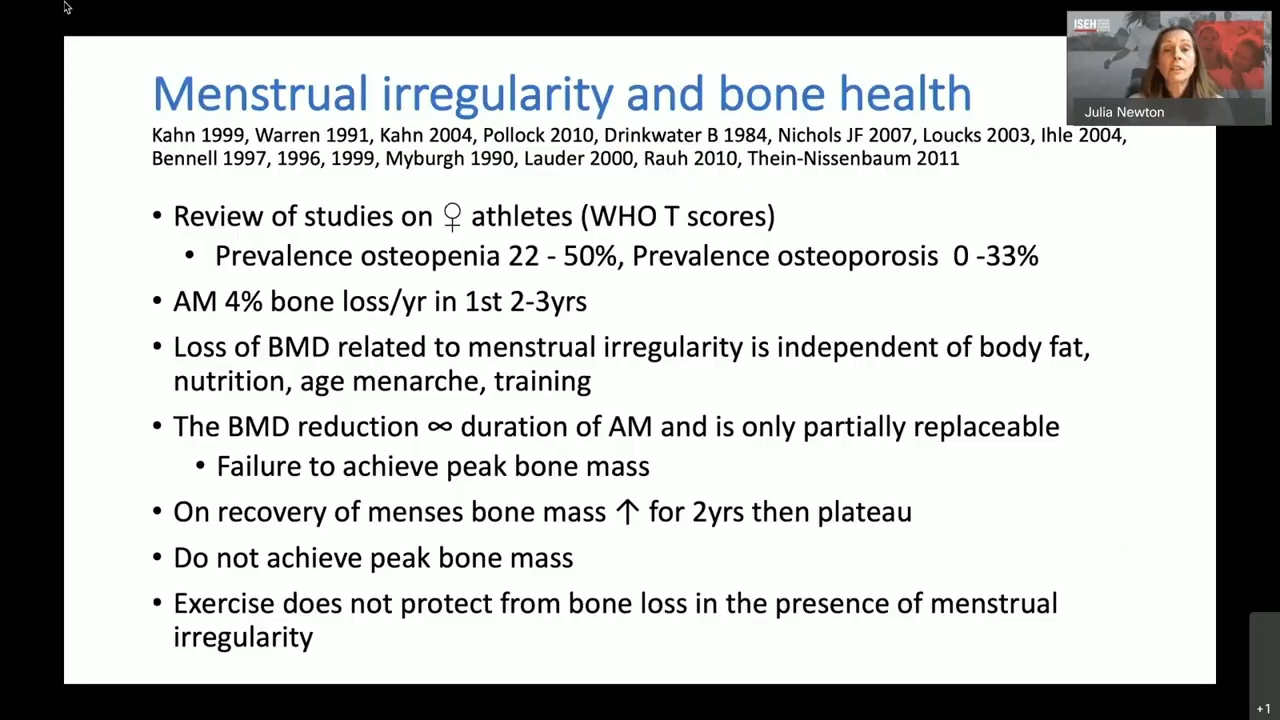 ISEH
Julia Newton
Menstrual irregularity and bone health
Kahn 1999, Warren 1991, Kahn 2004, Pollock 2010, Drinkwater B 1984, Nichols JF 2007, Loucks 2003, Ihle 2004,
Bennell 1997, 1996, 1999, Myburgh 1990, Lauder 2000, Rauh 2010, Thein-Nissenbaum 2011
• Review of studies on ♀ athletes (WHO T scores)
• Prevalence osteopenia 22 - 50%, Prevalence osteoporosis 0 -33%
• AM 4% bone loss/yr in 1st 2-3yrs
• Loss of BMD related to menstrual irregularity is independent of body fat,
nutrition, age menarche, training
• The BMD reduction ∞ duration of AM and is only partially replaceable
• Failure to achieve peak bone mass
• On recovery of menses bone mass ↑ for 2yrs then plateau
• Do not achieve peak bone mass
• Exercise does not protect from bone loss in the presence of menstrual
irregularity
+1